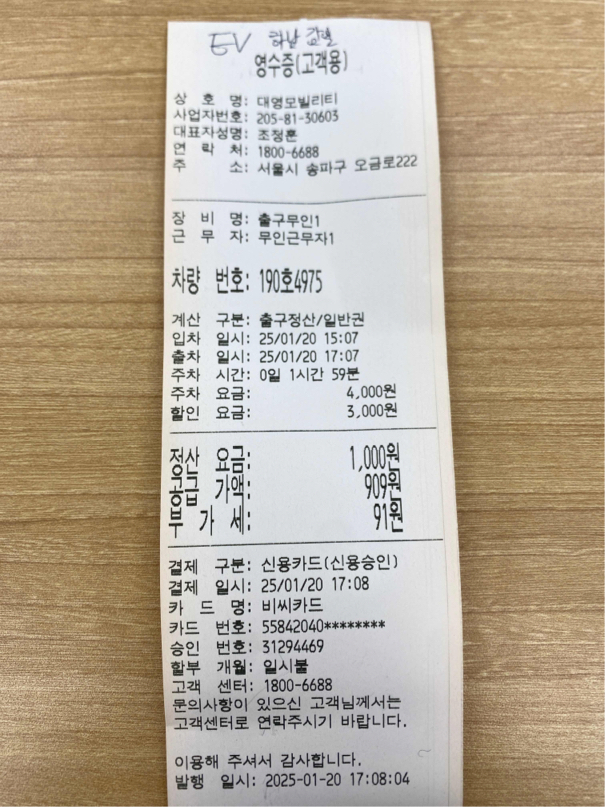 EV 하남 감일
영수증(고객용)
상 호 명: 대영모빌리티
사업자번호: 205-81-30603
대표자성명: 조정훈
연 락 처: 1800-6688
주 소: 서울시 송파구 오금로222
장 비 명: 출구무인1
근 무 자: 무인근무자1
차량 번호: 190호4975
계산 구분: 출구정산/일반권
입차 일시: 25/01/20 15:07
출차 일시: 25/01/20 17:07
주차 시간: 0일 1시간 59분
주차 요금: 4,000원
할인 요금: 3,000원
정산 요금: 1,000원
공급 가액: 909원
부 가 세: 91원
결제 구분: 신용카드(신용승인)
결제 일시: 25/01/20 17:08
카 드 명: 비씨카드
카드 번호: 55842040********
승인 번호: 31294469
할부 개월: 일시불
고객 센터: 1800-6688
문의사항이 있으신 고객님께서는
고객센터로 연락주시기 바랍니다.
이용해 주셔서 감사합니다.
발행 일시: 2025-01-20 17:08:04